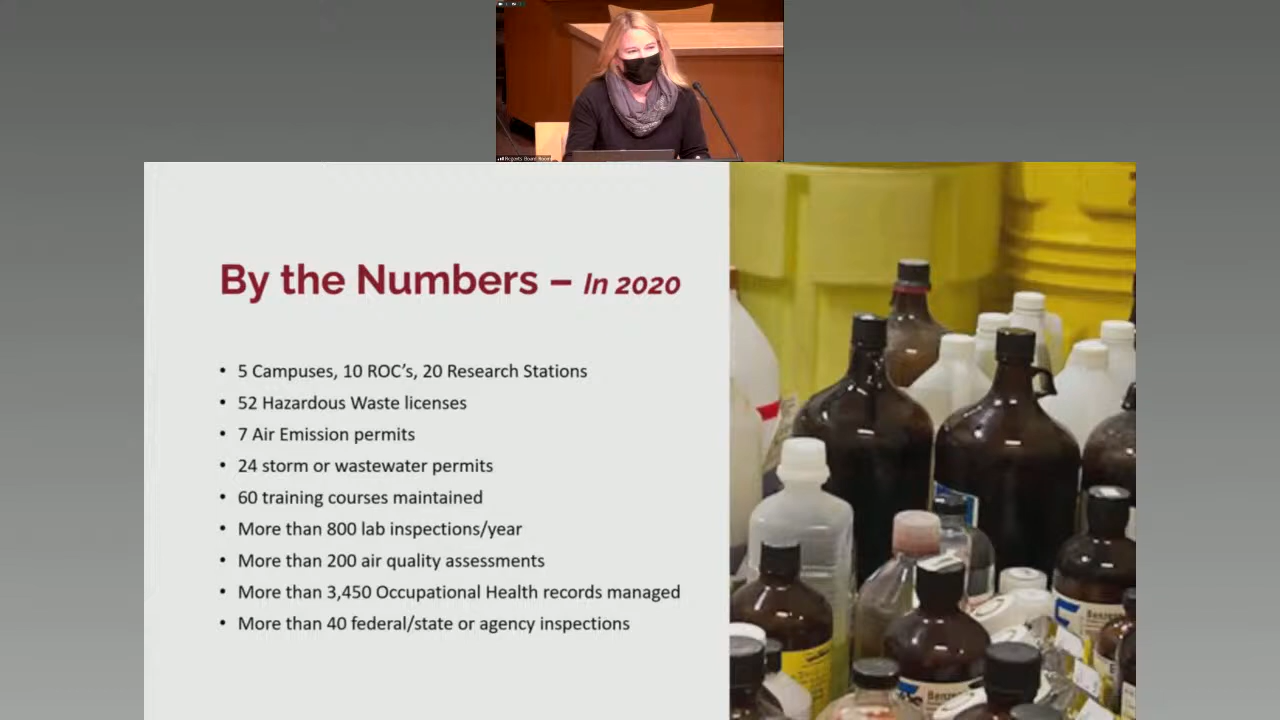 Regents Board Room
By the Numbers – In 2020
• 5 Campuses, 10 ROC's, 20 Research Stations
• 52 Hazardous Waste licenses
• 7 Air Emission permits
• 24 storm or wastewater permits
• 60 training courses maintained
• More than 800 lab inspections/year
• More than 200 air quality assessments
• More than 3,450 Occupational Health records managed
• More than 40 federal/state or agency inspections